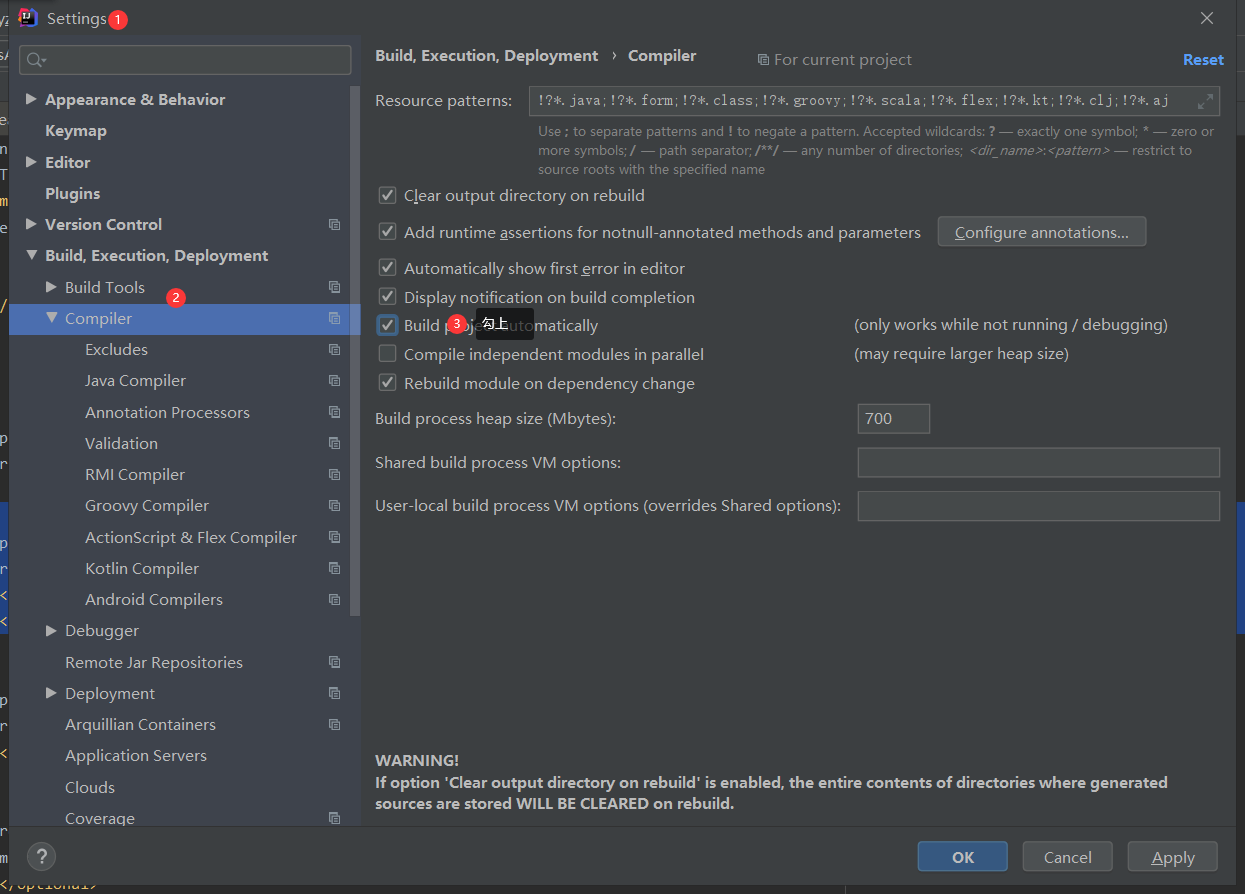 Settings 1
Appearance & Behavior
Keymap
Editor
Plugins
Version Control
Build, Execution, Deployment
Build Tools
2
Compiler
Excludes
Java Compiler
Annotation Processors
Validation
RMI Compiler
Groovy Compiler
ActionScript & Flex Compiler
Kotlin Compiler
Android Compilers
Debugger
Remote Jar Repositories
Deployment
Arquillian Containers
Application Servers
Clouds
Coverage
Build, Execution, Deployment › Compiler For current project Reset
Resource patterns: !?*.java;!?*.form;!?*.class;!?*.groovy;!?*.scala;!?*.flex;!?*.kt;!?*.clj;!?*.aj
Use ; to separate patterns and ! to negate a pattern. Accepted wildcards: ? — exactly one symbol; * — zero or
more symbols; / — path separator; /**/ — any number of directories; <dir_name>:<pattern> — restrict to
source roots with the specified name
Clear output directory on rebuild
Add runtime assertions for notnull-annotated methods and parameters Configure annotations...
Automatically show first error in editor
Display notification on build completion
Build project automatically (only works while not running / debugging)
3 勾上
Compile independent modules in parallel (may require larger heap size)
Rebuild module on dependency change
Build process heap size (Mbytes): 700
Shared build process VM options:
User-local build process VM options (overrides Shared options):
WARNING!
If option 'Clear output directory on rebuild' is enabled, the entire contents of directories where generated
sources are stored WILL BE CLEARED on rebuild.
? OK Cancel Apply